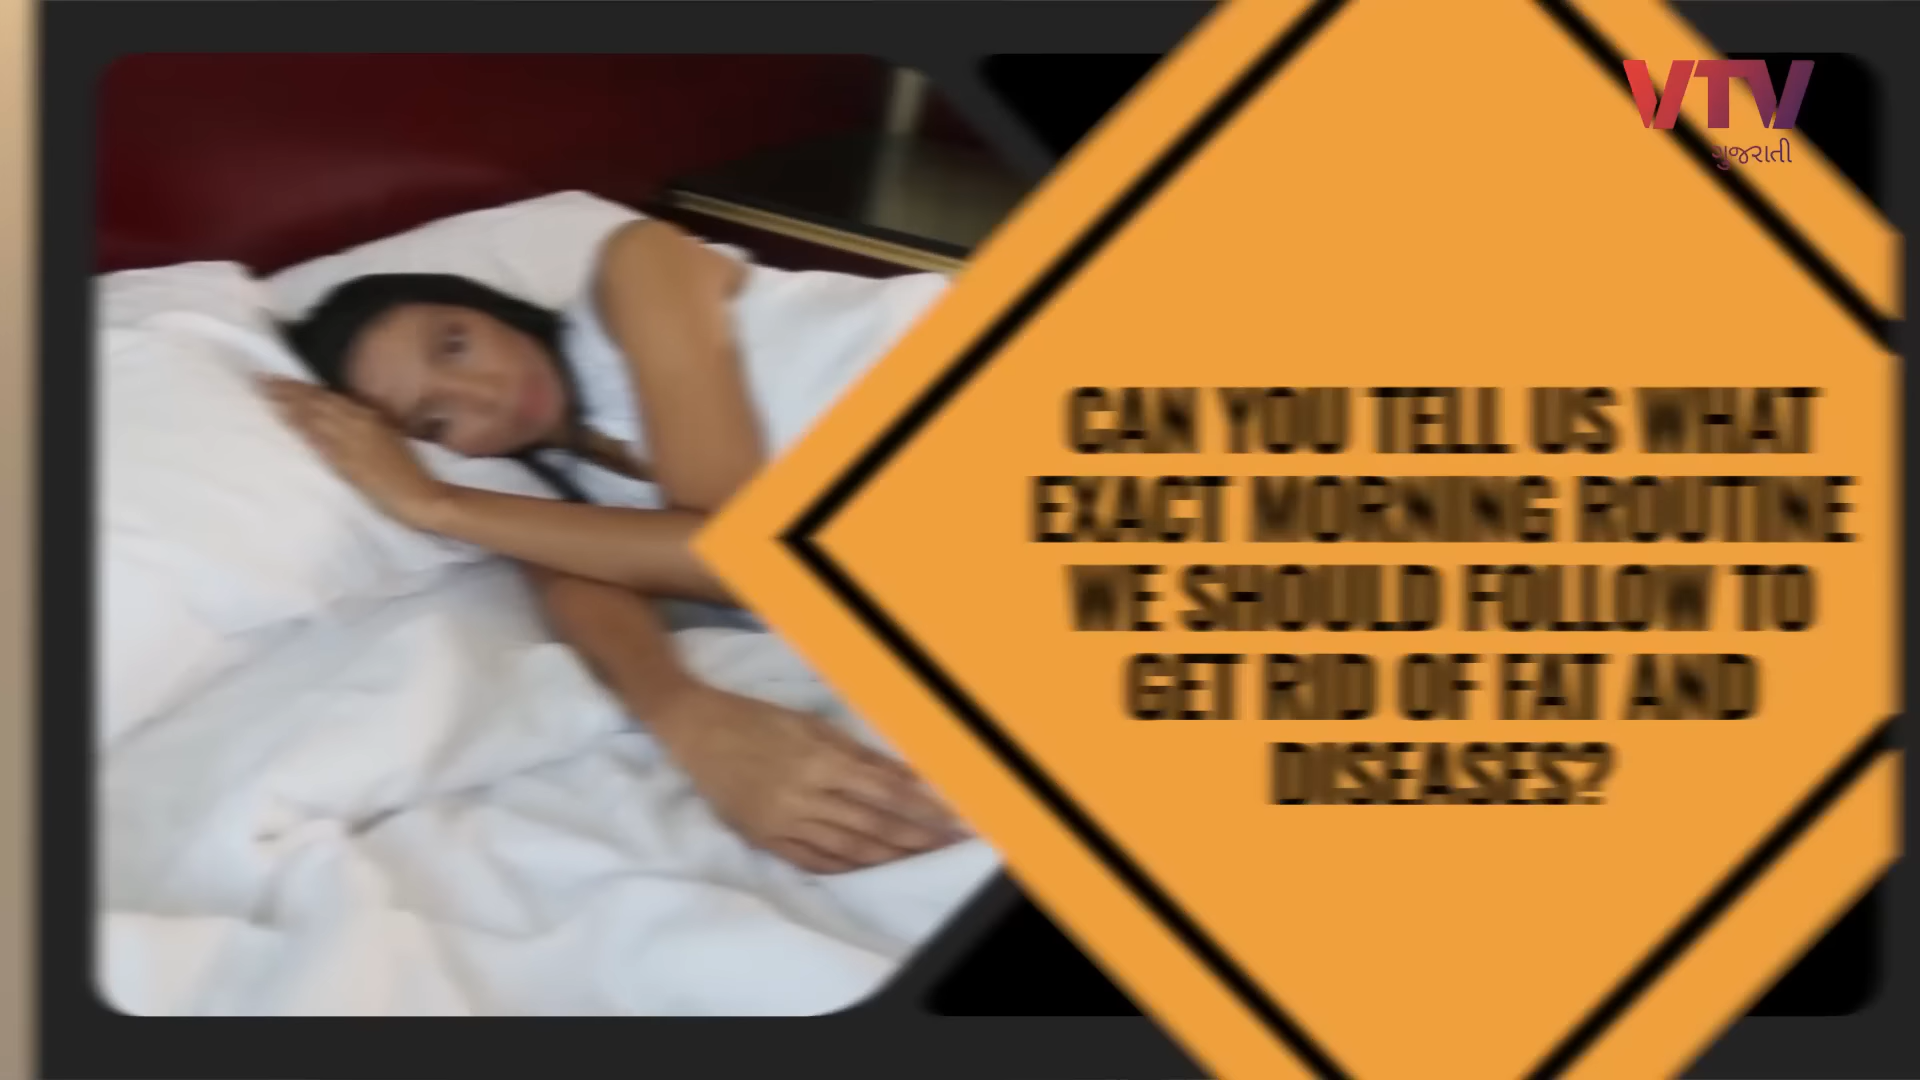 VTV
ગુજરાતી
CAN YOU TELL US WHAT
EXACT MORNING ROUTINE
WE SHOULD FOLLOW TO
GET RID OF FAT AND
DISEASES?